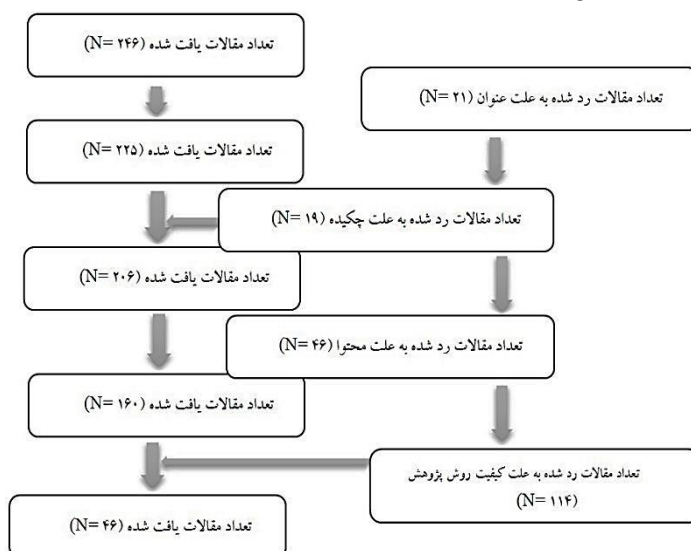 تعداد مقالات یافت شده (N= ۲۴۶)
تعداد مقالات رد شده به علت عنوان (N= ۲۱)
تعداد مقالات یافت شده (N= ۲۲۵)
تعداد مقالات رد شده به علت چکیده (N= ۱۹)
تعداد مقالات یافت شده (N= ۲۰۶)
تعداد مقالات رد شده به علت محتوا (N= ۴۶)
تعداد مقالات یافت شده (N= ۱۶۰)
تعداد مقالات رد شده به علت کیفیت روش پژوهش
(N= ۱۱۴)
تعداد مقالات یافت شده (N= ۴۶)